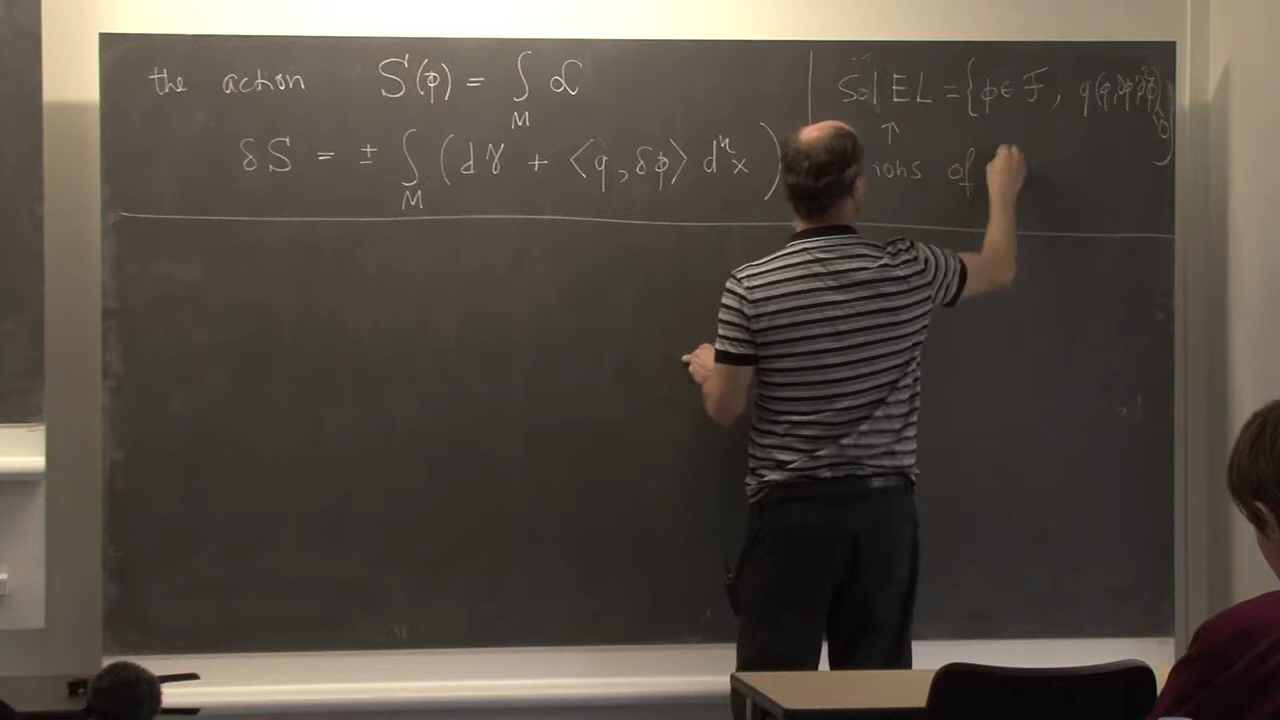 the action S(φ) = ∫_M ℒ
δS = ± ∫_M (dγ + ⟨q, δφ⟩ dⁿx)
Sol EL = {φ ∈ F, q(φ,∂φ,∂²φ) = 0}
↑
ions of